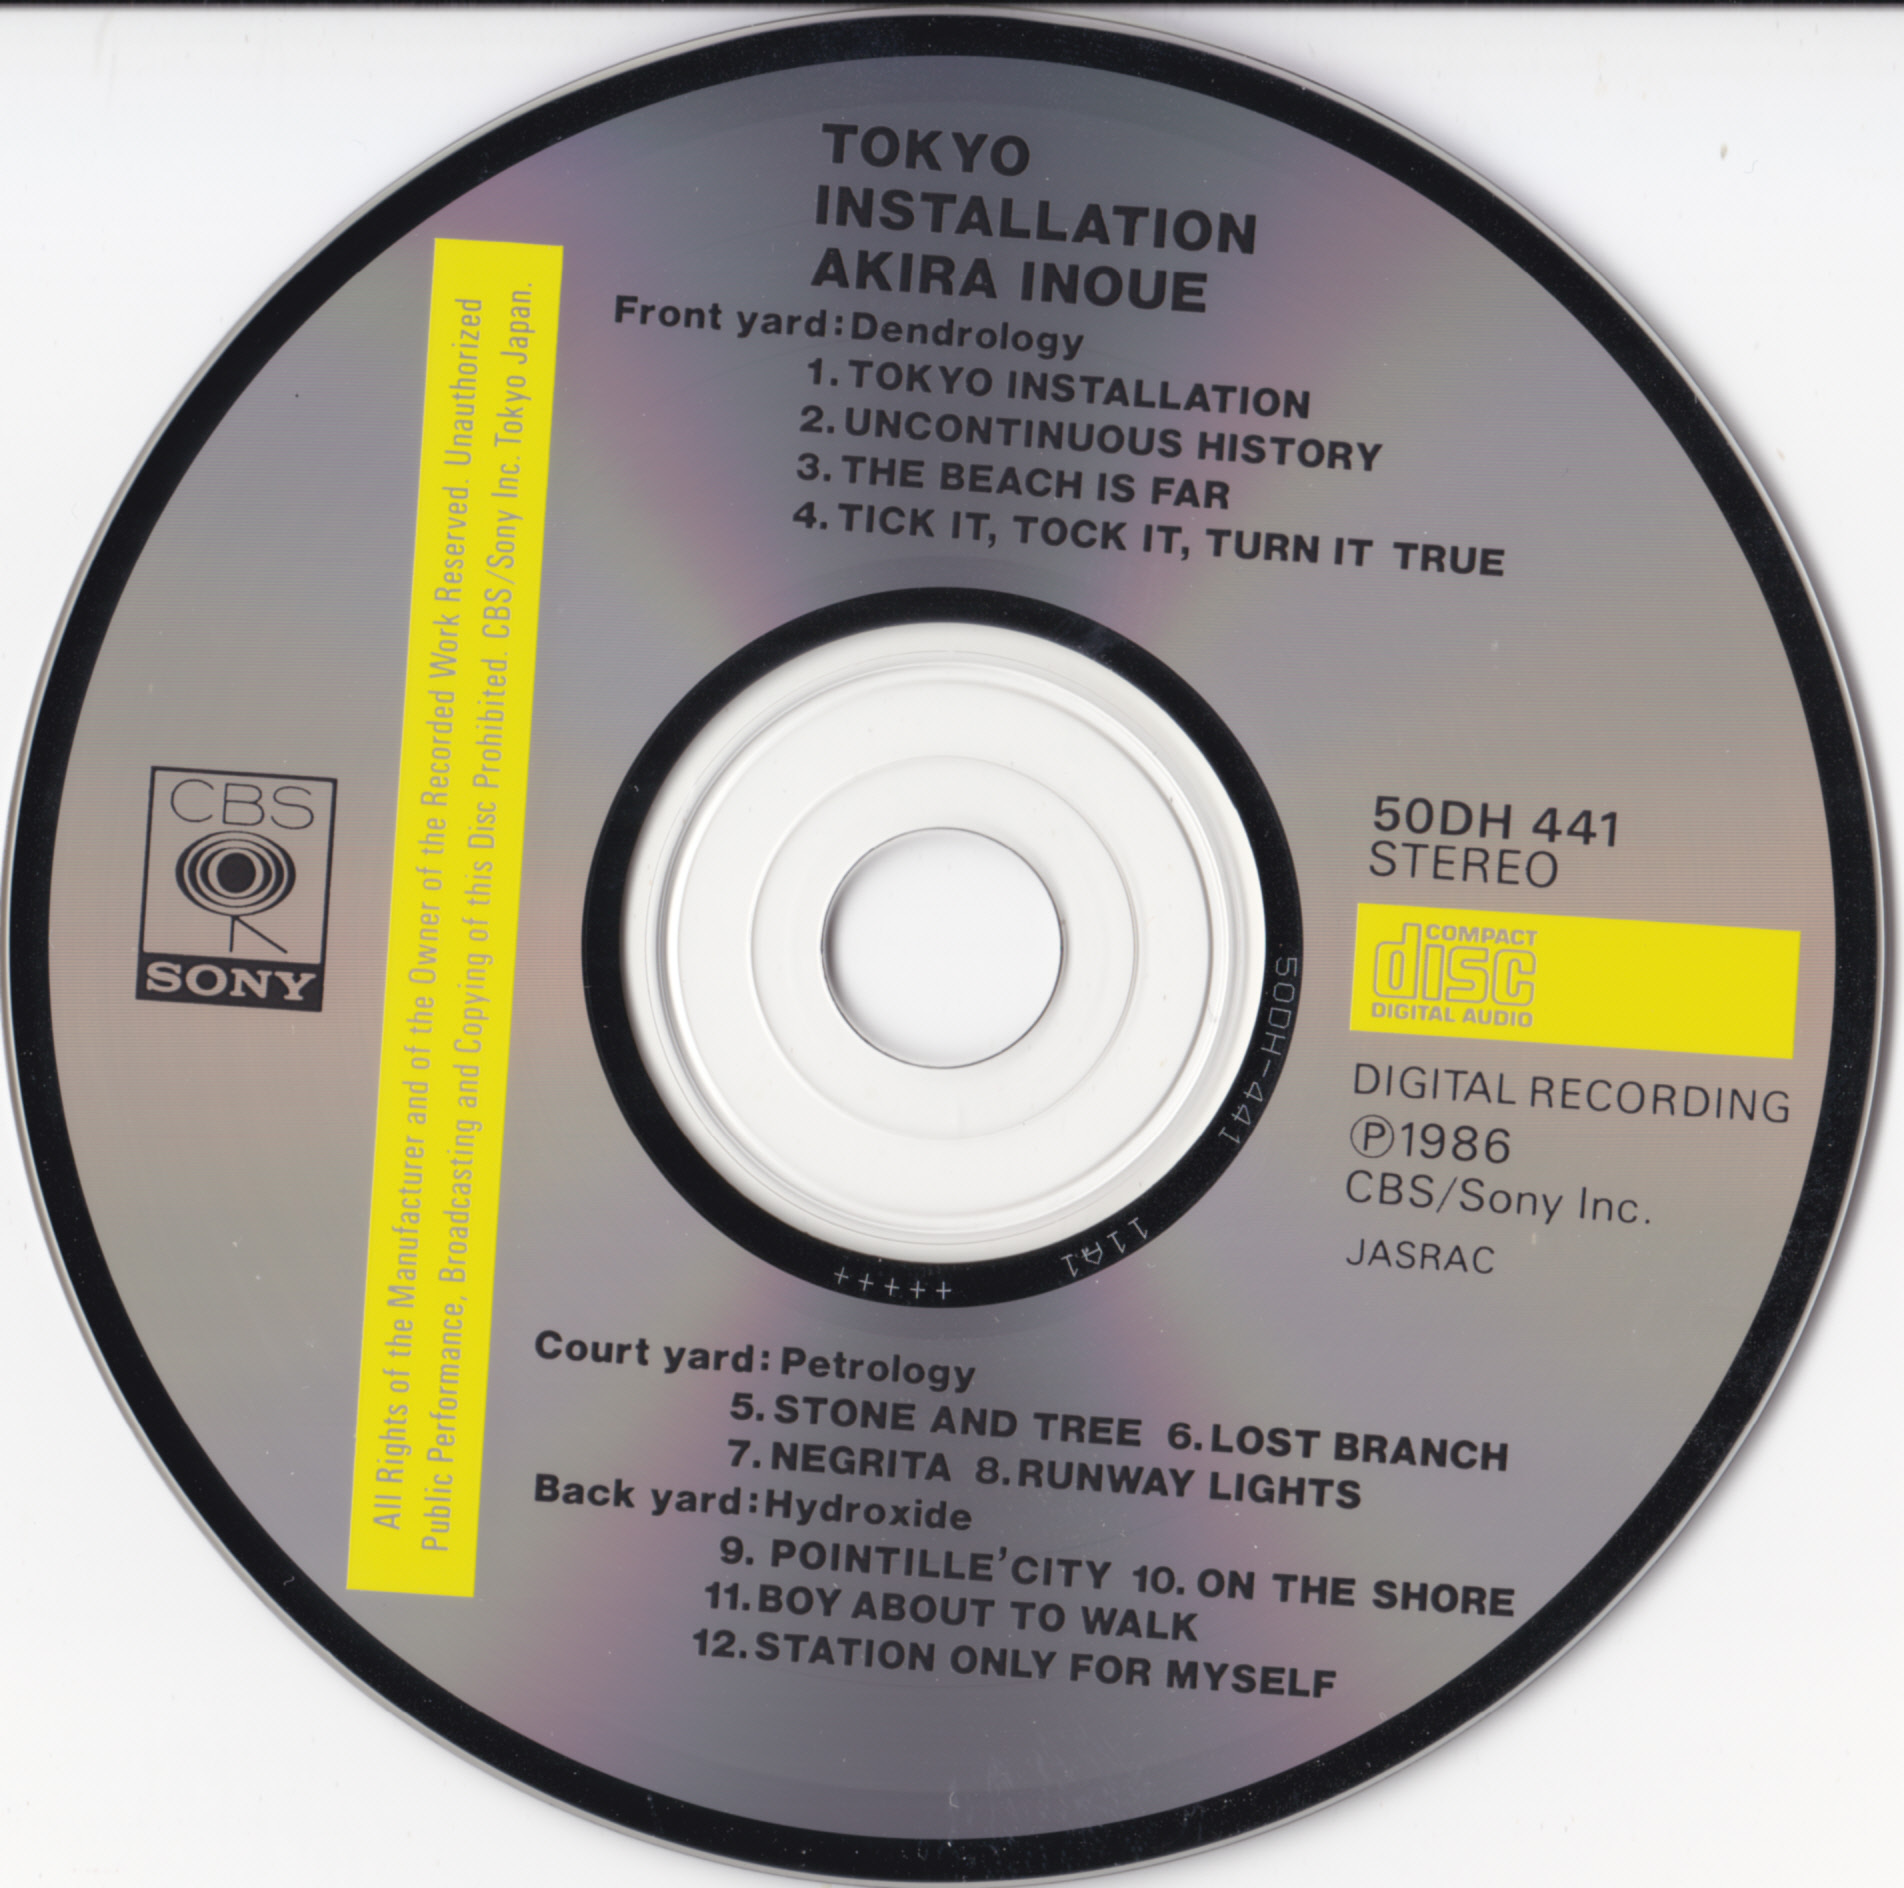 TOKYO
INSTALLATION
AKIRA INOUE
Front yard:Dendrology
1. TOKYO INSTALLATION
2. UNCONTINUOUS HISTORY
3. THE BEACH IS FAR
4. TICK IT, TOCK IT, TURN IT TRUE
All Rights of the Manufacturer and of the Owner of the Recorded Work Reserved. Unauthorized
Public Performance, Broadcasting and Copying of this Disc Prohibited. CBS/Sony Inc. Tokyo Japan.
CBS
SONY
50DH 441
STEREO
COMPACT
disc
DIGITAL AUDIO
DIGITAL RECORDING
℗1986
CBS/Sony Inc.
JASRAC
50DH-441
11A1
+++++
Court yard:Petrology
5. STONE AND TREE 6. LOST BRANCH
7. NEGRITA 8. RUNWAY LIGHTS
Back yard:Hydroxide
9. POINTILLE'CITY 10. ON THE SHORE
11. BOY ABOUT TO WALK
12. STATION ONLY FOR MYSELF